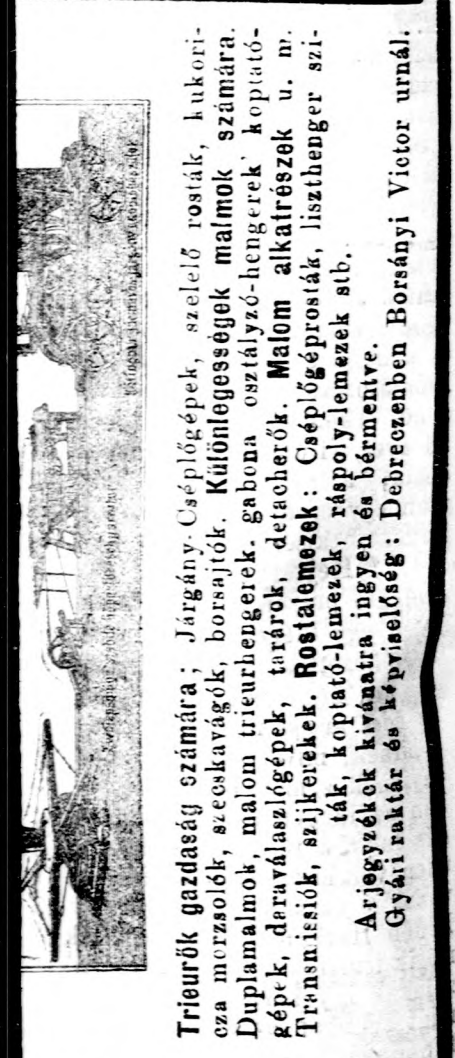 Trieurők gazdaság számára; Járgány-Cséplőgépek, szelelő rosták, kukori-
cza morzsolók, szecskavágók, borsajtók. Különlegességek malmok számára.
Duplamalmok, malom trieurhengerek. gabona osztályzó-hengerek' koptató-
gépek, daraválaszlógépek, tarárok, detacherők. Malom alkatrészek u. m.
Transmissiók, szijkerekek. Rostalemezek: Cséplőgéprosták, liszthenger szi-
ták, koptató-lemezek, ráspoly-lemezek stb.
Arjegyzékek kivánatra ingyen és bérmentve.
Gyári raktár és képviselőség: Debreczenben Borsányi Victor urnál.